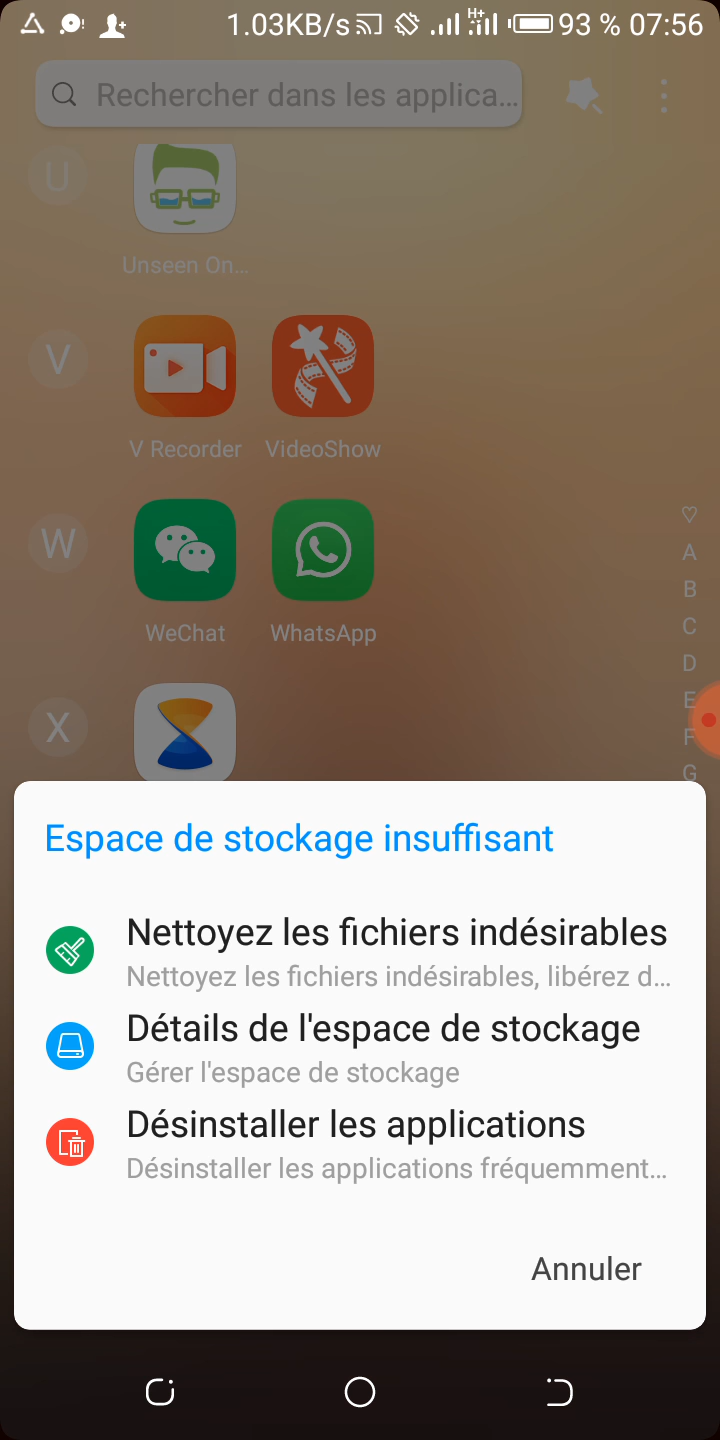 1.03KB/s H+ 93 % 07:56
Rechercher dans les applica...
U
Unseen On...
V
V Recorder VideoShow
W
WeChat WhatsApp
X
♡
A
B
C
D
E
F
G
Espace de stockage insuffisant
Nettoyez les fichiers indésirables
Nettoyez les fichiers indésirables, libérez d...
Détails de l'espace de stockage
Gérer l'espace de stockage
Désinstaller les applications
Désinstaller les applications fréquemment...
Annuler